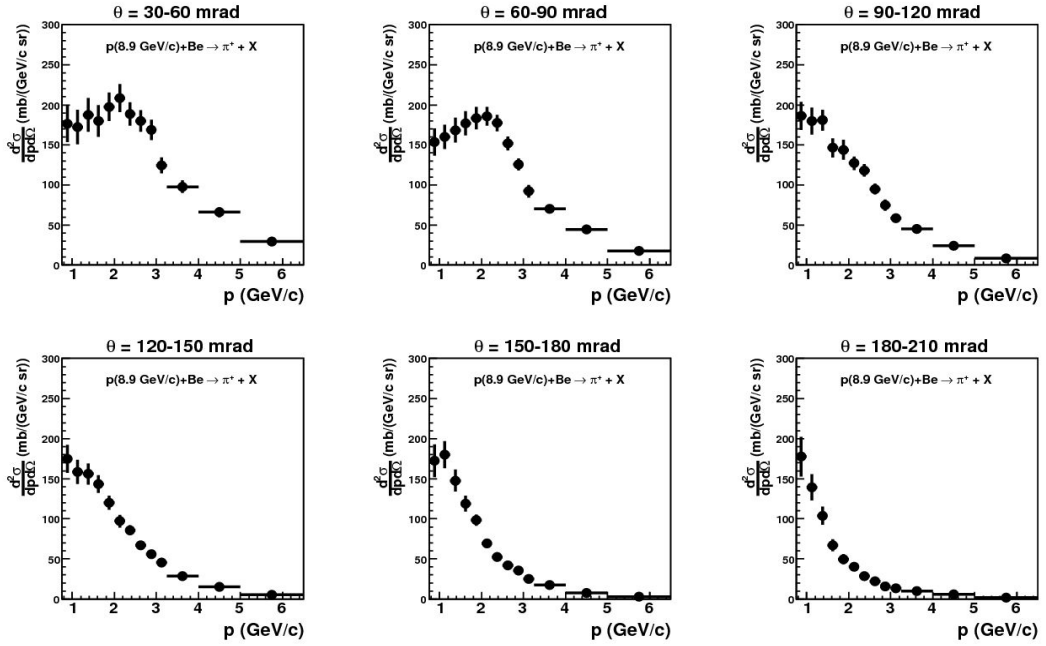 θ = 30-60 mrad
p(8.9 GeV/c)+Be → π⁺ + X
d²σ/dpdΩ (mb/(GeV/c sr))
300
250
200
150
100
50
0
1 2 3 4 5 6
p (GeV/c)
θ = 60-90 mrad
p(8.9 GeV/c)+Be → π⁺ + X
d²σ/dpdΩ (mb/(GeV/c sr))
300
250
200
150
100
50
0
1 2 3 4 5 6
p (GeV/c)
θ = 90-120 mrad
p(8.9 GeV/c)+Be → π⁺ + X
d²σ/dpdΩ (mb/(GeV/c sr))
300
250
200
150
100
50
0
1 2 3 4 5 6
p (GeV/c)
θ = 120-150 mrad
p(8.9 GeV/c)+Be → π⁺ + X
d²σ/dpdΩ (mb/(GeV/c sr))
300
250
200
150
100
50
0
1 2 3 4 5 6
p (GeV/c)
θ = 150-180 mrad
p(8.9 GeV/c)+Be → π⁺ + X
d²σ/dpdΩ (mb/(GeV/c sr))
300
250
200
150
100
50
0
1 2 3 4 5 6
p (GeV/c)
θ = 180-210 mrad
p(8.9 GeV/c)+Be → π⁺ + X
d²σ/dpdΩ (mb/(GeV/c sr))
300
250
200
150
100
50
0
1 2 3 4 5 6
p (GeV/c)